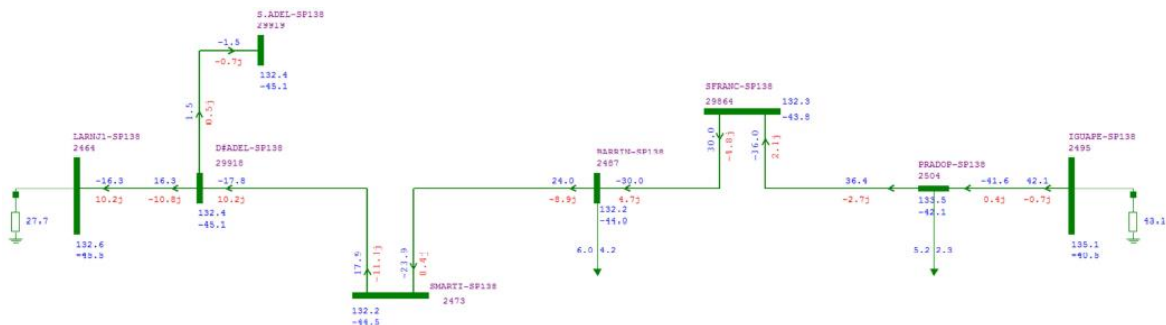 S.ADEL-SP138
29919
-1.5
-0.7j
132.4
-45.1
1.5
0.5j
LARNJ1-SP138
2464
-16.3
10.2j
16.3
-10.8j
D#ADEL-SP138
29918
-17.8
10.2j
132.4
-45.1
27.7
132.6
17.9
-11.1j
-23.9
8.4j
SMARTI-SP138
2473
132.2
-44.5
24.0
-8.9j
2487
-30.0
4.7j
132.2
-44.0
6.0 4.2
SFRANC-SP138
29864
132.3
-43.8
30.0
-4.8j
2.1j
36.4
-2.7j
PRADOP-SP138
2504
-41.6
0.4j
133.5
-42.1
5.2 2.3
42.1
-0.7j
IGUAPE-SP138
2495
135.1
-40.5
43.1